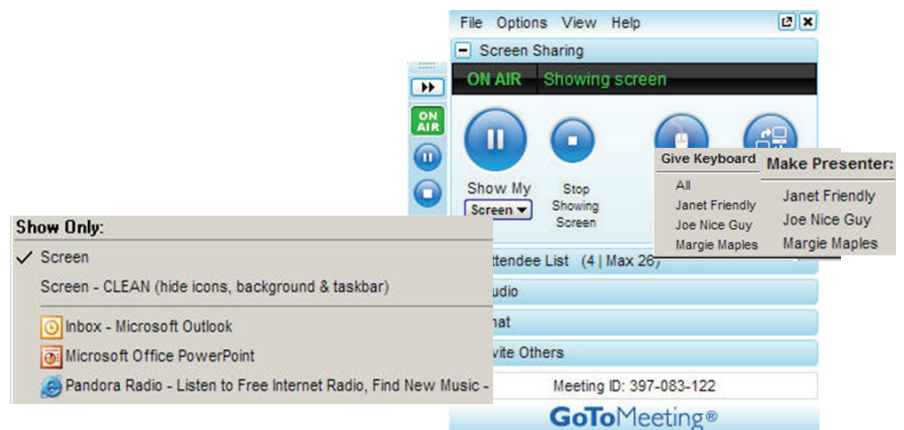 File Options View Help
Screen Sharing
ON AIR Showing screen
ON
AIR
Show My
Screen
Stop
Showing
Screen
Give Keyboard
All
Janet Friendly
Joe Nice Guy
Margie Maples
Make Presenter:
Janet Friendly
Joe Nice Guy
Margie Maples
Show Only:
Screen
Screen - CLEAN (hide icons, background & taskbar)
Inbox - Microsoft Outlook
Microsoft Office PowerPoint
Pandora Radio - Listen to Free Internet Radio, Find New Music -
ttendee List (4 | Max 26)
udio
hat
vite Others
Meeting ID: 397-083-122
GoToMeeting®